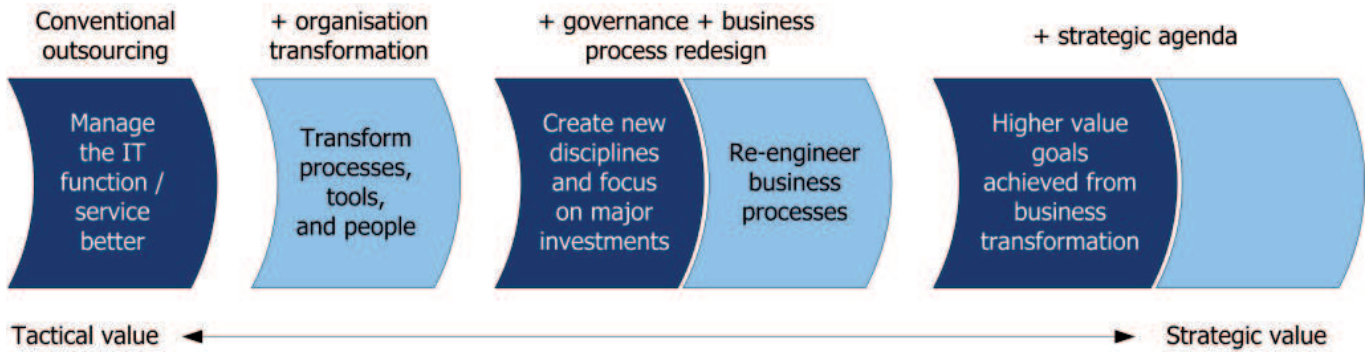 Conventional
outsourcing
+ organisation
transformation
+ governance + business
process redesign
+ strategic agenda
Manage
the IT
function /
service
better
Transform
processes,
tools,
and people
Create new
disciplines
and focus
on major
investments
Re-engineer
business
processes
Higher value
goals
achieved from
business
transformation
Tactical value
Strategic value